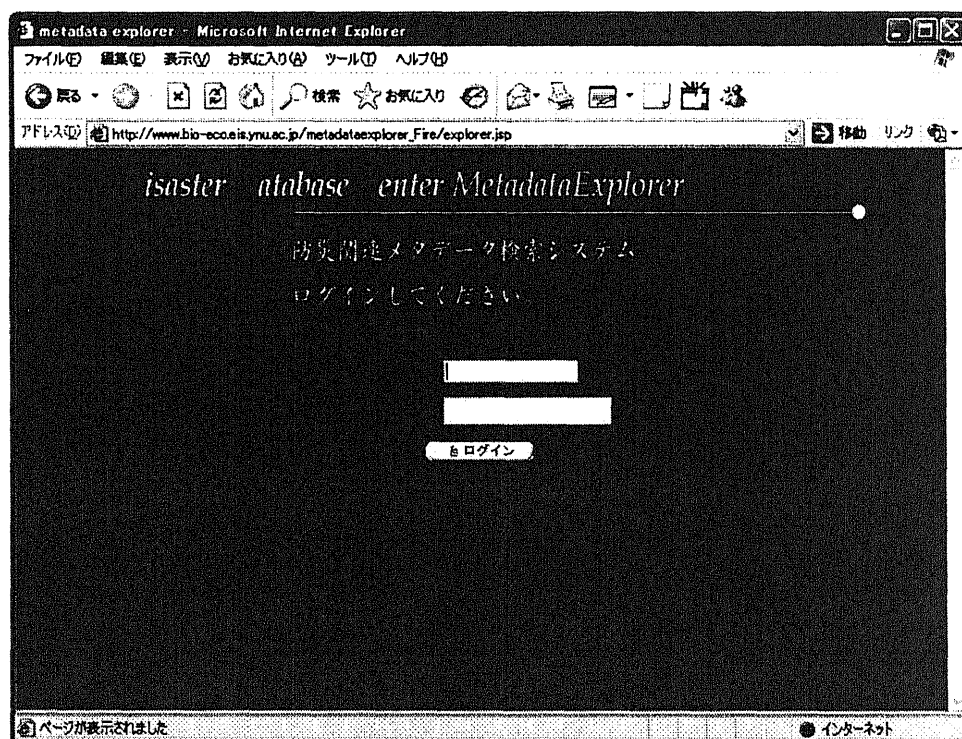 metadata explorer - Microsoft Internet Explorer
ファイル(F) 編集(E) 表示(V) お気に入り(A) ツール(T) ヘルプ(H)
戻る 検索 お気に入り
アドレス(D) http://www.bio-eco.eis.ynu.ac.jp/metadataexplorer_Fire/explorer.jsp 移動 リンク
isaster atabase enter MetadataExplorer
防災関連メタデータ検索システム
ログインしてください
ログイン
ページが表示されました インターネット